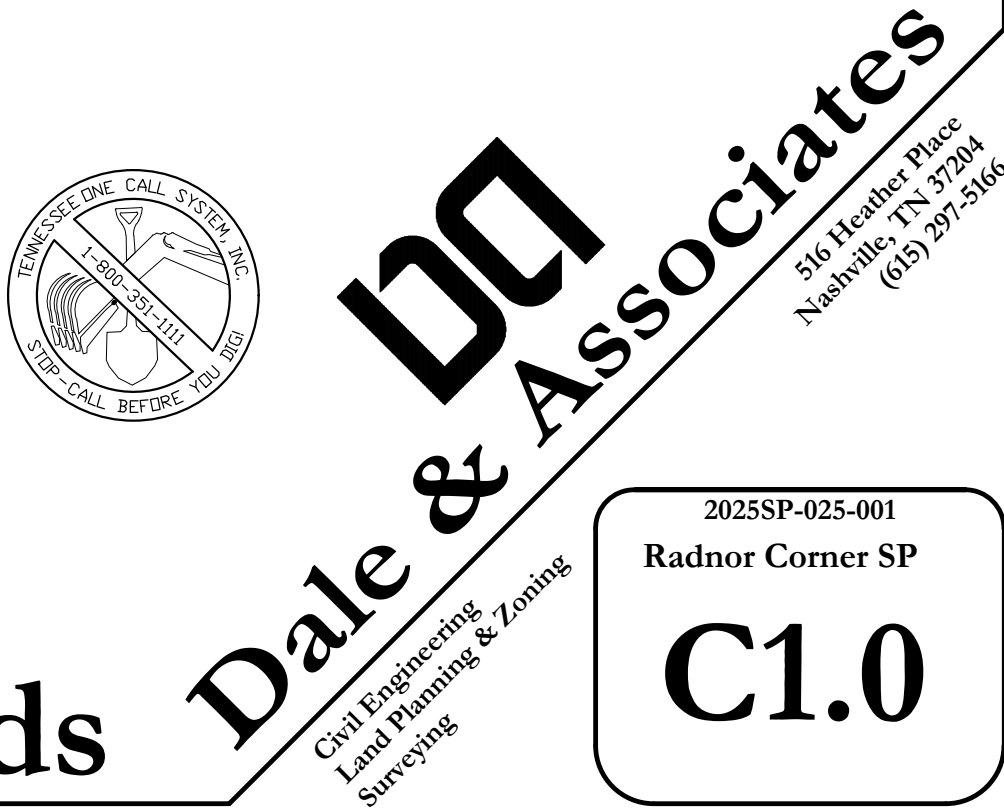 TENNESSEE ONE CALL SYSTEM, INC.
1-800-351-1111
STOP-CALL BEFORE YOU DIG!
Dale & Associates
516 Heather Place
Nashville, TN 37204
(615) 297-5166
Civil Engineering
Land Planning & Zoning
Surveying
2025SP-025-001
Radnor Corner SP
C1.0
ds